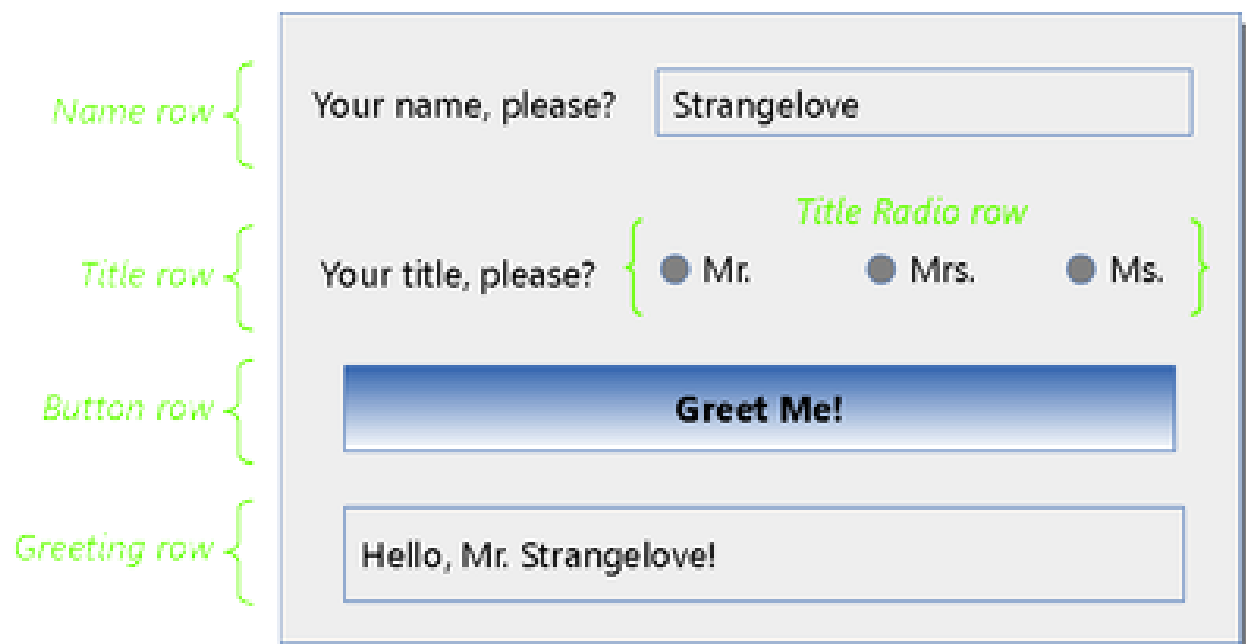 Name row
Your name, please?
Strangelove
Title Radio row
Title row
Your title, please?
Mr.
Mrs.
Ms.
Button row
Greet Me!
Greeting row
Hello, Mr. Strangelove!